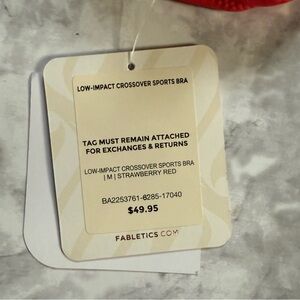 LOW-IMPACT CROSSOVER SPORTS BRA
TAG MUST REMAIN ATTACHED
FOR EXCHANGES & RETURNS
LOW-IMPACT CROSSOVER SPORTS BRA
| M | STRAWBERRY RED
BA2253761-6285-17040
$49.95
FABLETICS.COM